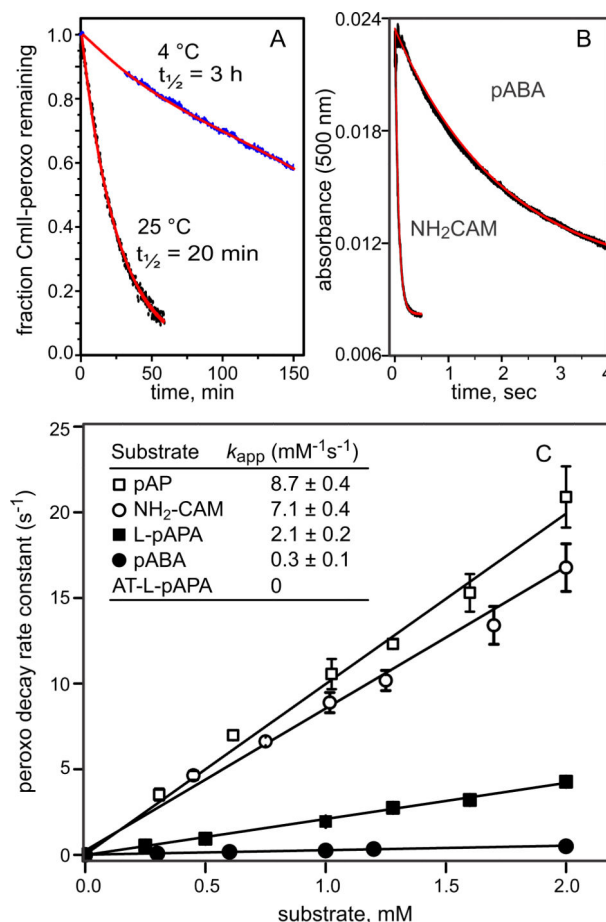 A
4 °C
t½ = 3 h
25 °C
t½ = 20 min
fraction CmlI-peroxo remaining
1.0
0.8
0.6
0.4
0.2
0.0
0 50 100 150
time, min
B
pABA
NH₂CAM
absorbance (500 nm)
0.024
0.018
0.012
0.006
0 1 2 3 4
time, sec
C
Substrate kapp (mM⁻¹s⁻¹)
pAP 8.7 ± 0.4
NH₂-CAM 7.1 ± 0.4
L-pAPA 2.1 ± 0.2
pABA 0.3 ± 0.1
AT-L-pAPA 0
peroxo decay rate constant (s⁻¹)
25
20
15
10
5
0
0.0 0.5 1.0 1.5 2.0
substrate, mM